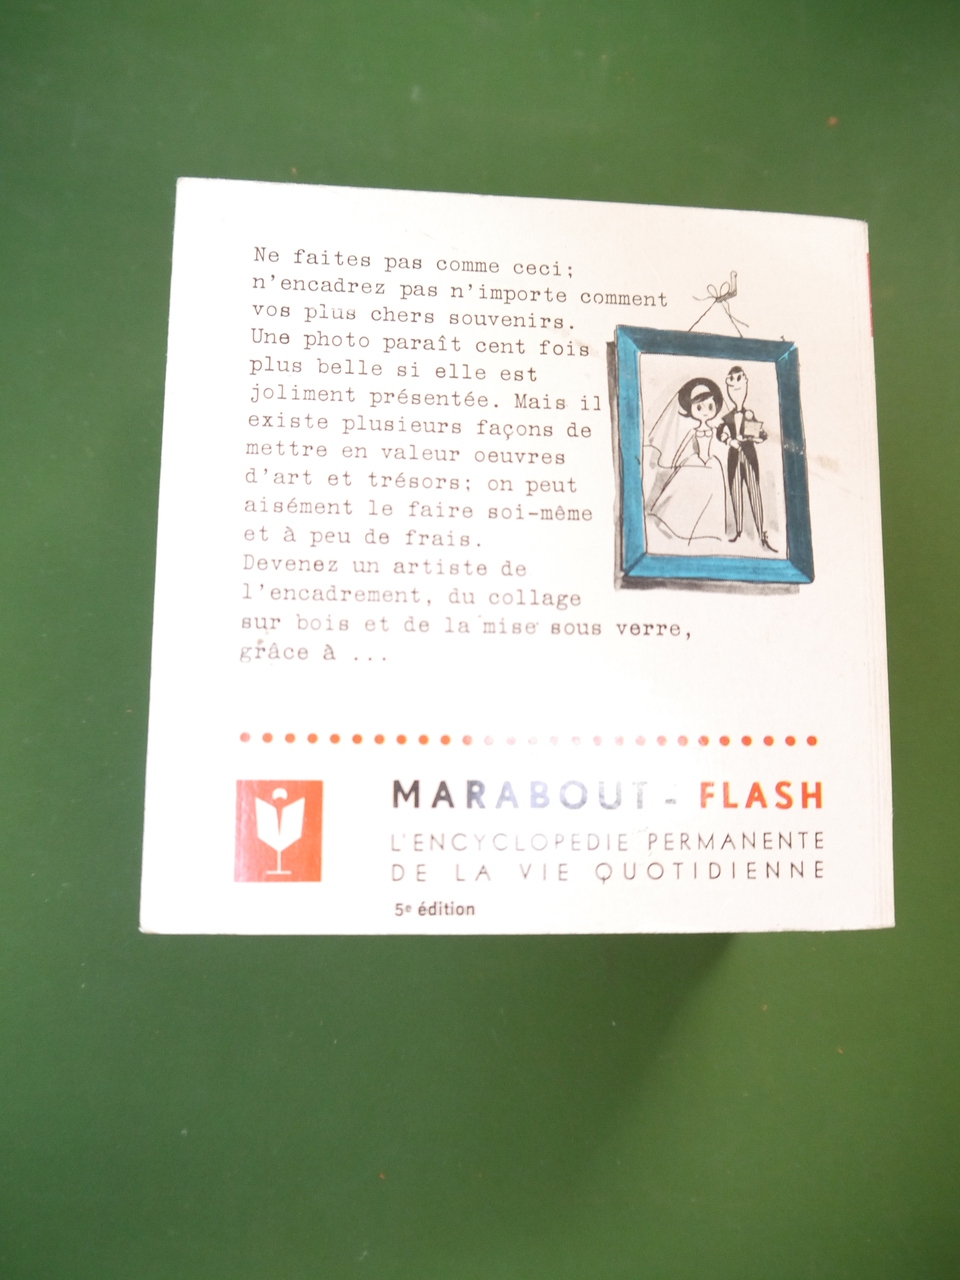 Ne faites pas comme ceci;
n'encadrez pas n'importe comment
vos plus chers souvenirs.
Une photo paraît cent fois
plus belle si elle est
joliment présentée. Mais il
existe plusieurs façons de
mettre en valeur oeuvres
d'art et trésors: on peut
aisément le faire soi-même
et à peu de frais.
Devenez un artiste de
l'encadrement, du collage
sur bois et de la mise sous verre,
grâce à ...
MARABOUT - FLASH
L'ENCYCLOPEDIE PERMANENTE
DE LA VIE QUOTIDIENNE
5e édition